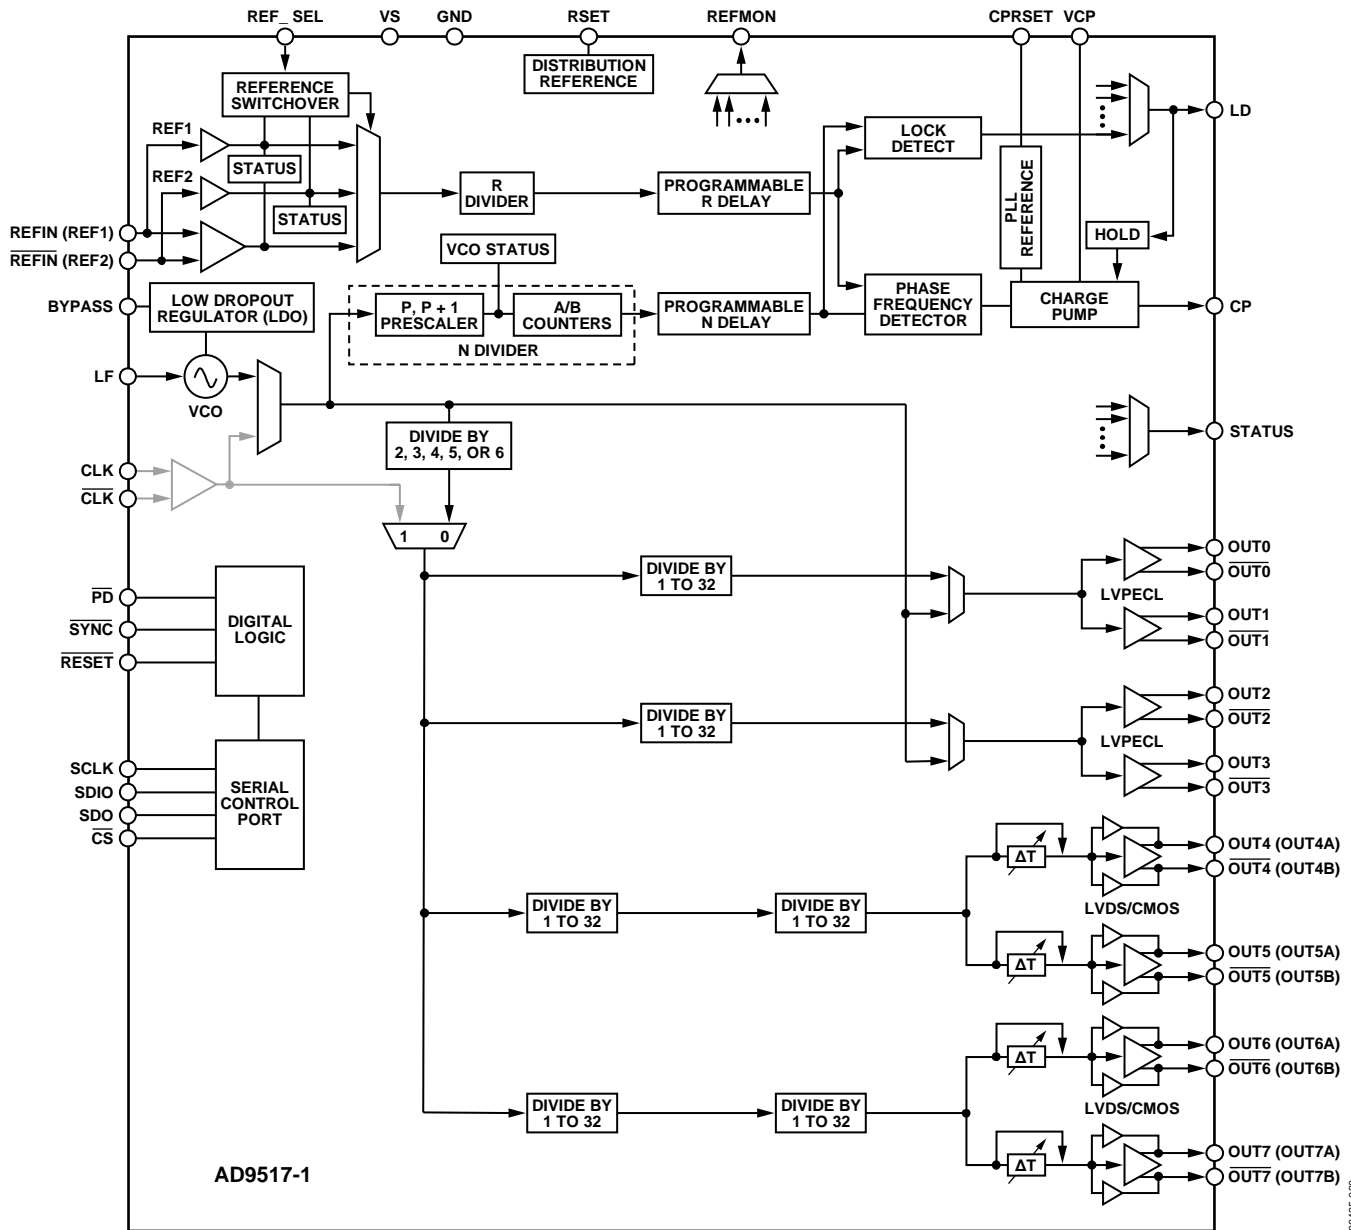 REF_ SEL VS GND RSET REFMON CPRSET VCP
DISTRIBUTION
REFERENCE
REFERENCE
SWITCHOVER
REF1
STATUS
REF2
STATUS
REFIN (REF1)
REFIN (REF2)
R
DIVIDER
PROGRAMMABLE
R DELAY
LOCK
DETECT
LD
PLL
REFERENCE
HOLD
VCO STATUS
BYPASS
LOW DROPOUT
REGULATOR (LDO)
P, P + 1
PRESCALER
A/B
COUNTERS
N DIVIDER
PROGRAMMABLE
N DELAY
PHASE
FREQUENCY
DETECTOR
CHARGE
PUMP
CP
LF
VCO
DIVIDE BY
2, 3, 4, 5, OR 6
STATUS
CLK
CLK
1 0
PD
SYNC
RESET
DIGITAL
LOGIC
SCLK
SDIO
SDO
CS
SERIAL
CONTROL
PORT
DIVIDE BY
1 TO 32
LVPECL
OUT0
OUT0
OUT1
OUT1
DIVIDE BY
1 TO 32
LVPECL
OUT2
OUT2
OUT3
OUT3
DIVIDE BY
1 TO 32
DIVIDE BY
1 TO 32
ΔT
ΔT
LVDS/CMOS
OUT4 (OUT4A)
OUT4 (OUT4B)
OUT5 (OUT5A)
OUT5 (OUT5B)
DIVIDE BY
1 TO 32
DIVIDE BY
1 TO 32
ΔT
ΔT
LVDS/CMOS
OUT6 (OUT6A)
OUT6 (OUT6B)
OUT7 (OUT7A)
OUT7 (OUT7B)
AD9517-1